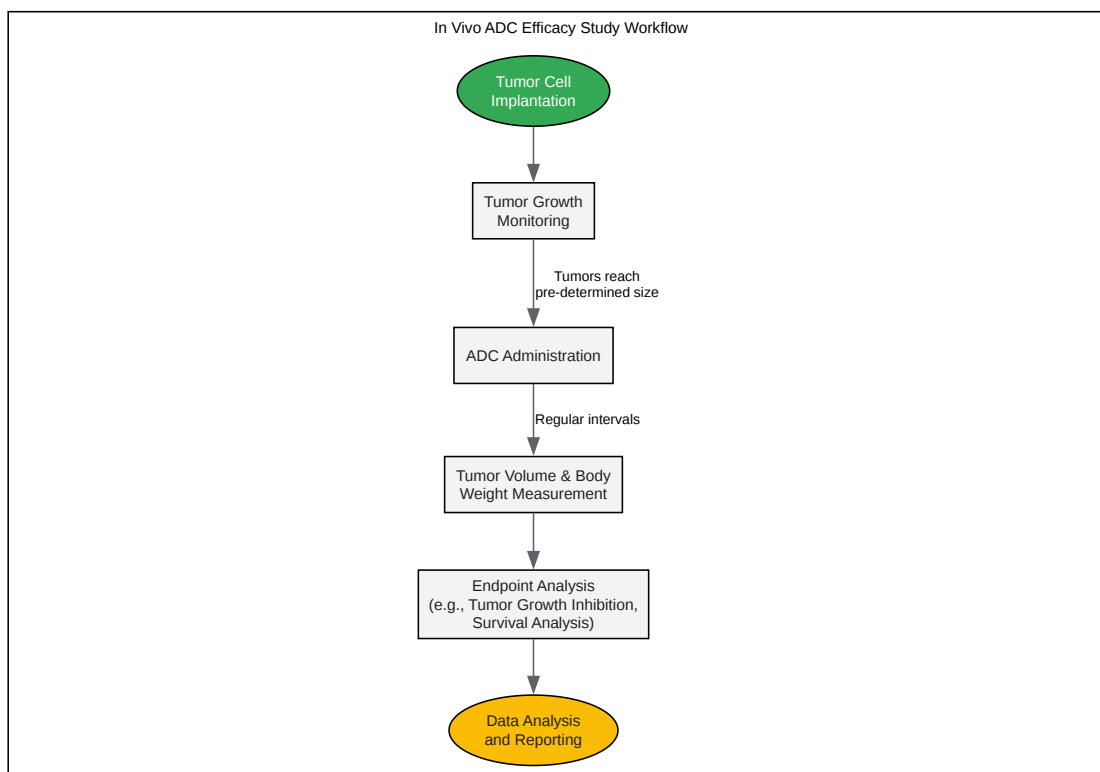 In Vivo ADC Efficacy Study Workflow
Tumor Cell
Implantation
Tumor Growth
Monitoring
Tumors reach
pre-determined size
ADC Administration
Regular intervals
Tumor Volume & Body
Weight Measurement
Endpoint Analysis
(e.g., Tumor Growth Inhibition,
Survival Analysis)
Data Analysis
and Reporting